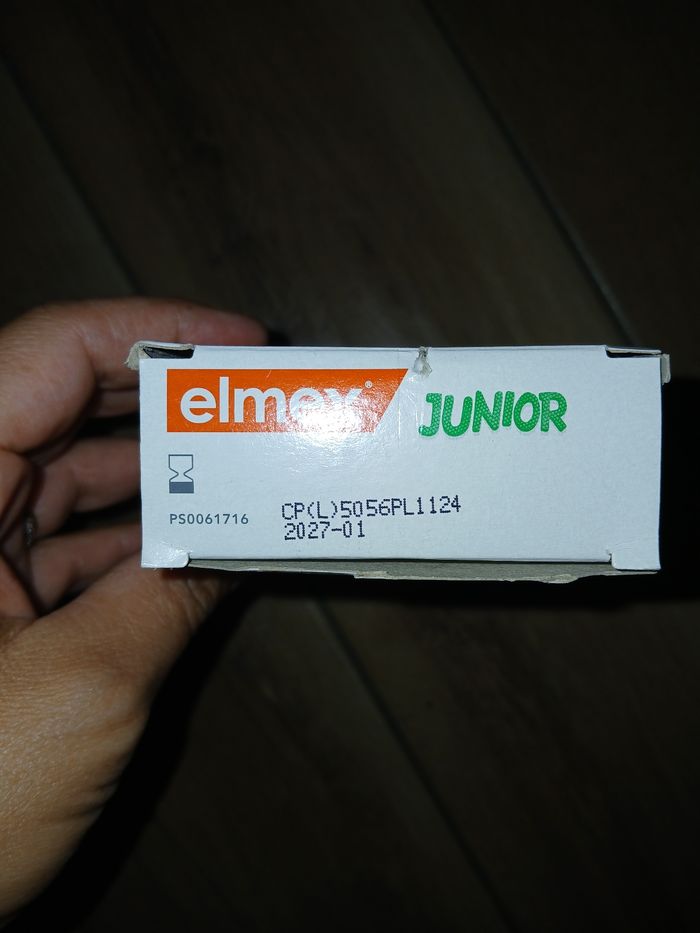 elmex® JUNIOR
PS0061716
CP(L)5056PL1124
2027-01